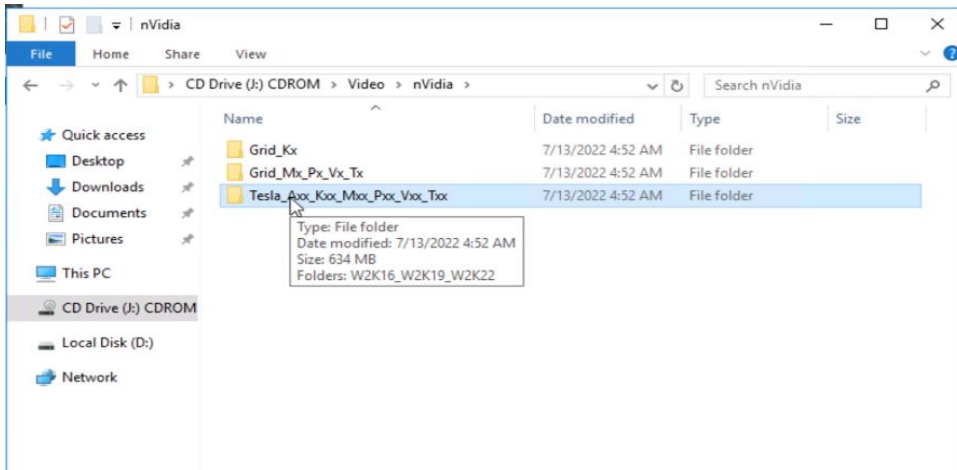 nVidia
File Home Share View
CD Drive (J:) CDROM > Video > nVidia >
Search nVidia
Name Date modified Type Size
Quick access
Desktop
Downloads
Documents
Pictures
This PC
CD Drive (J:) CDROM
Local Disk (D:)
Network
Grid_Kx 7/13/2022 4:52 AM File folder
Grid_Mx_Px_Vx_Tx 7/13/2022 4:52 AM File folder
Tesla_Axx_Kxx_Mxx_Pxx_Vxx_Txx 7/13/2022 4:52 AM File folder
Type: File folder
Date modified: 7/13/2022 4:52 AM
Size: 634 MB
Folders: W2K16_W2K19_W2K22